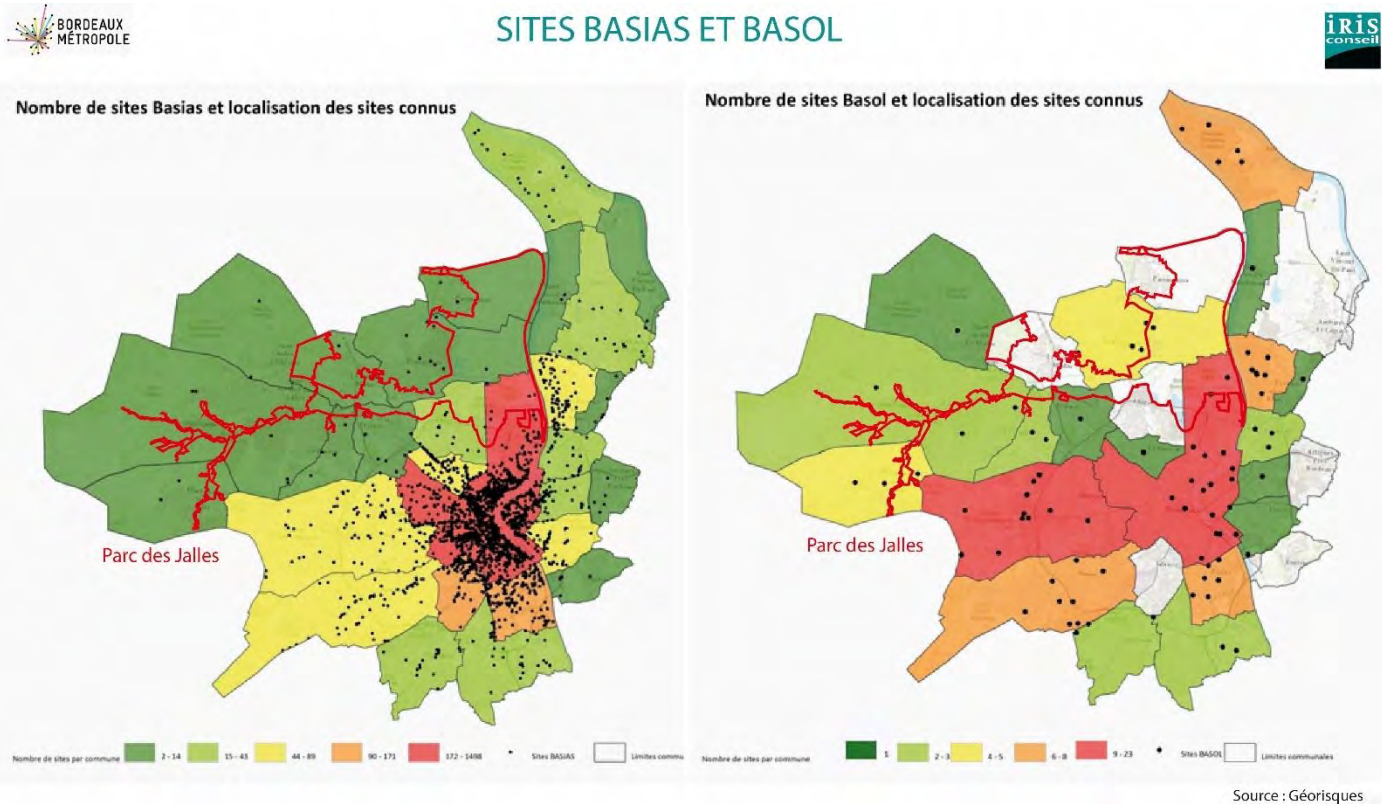 BORDEAUX
MÉTROPOLE
SITES BASIAS ET BASOL
iRiS
conseil
Nombre de sites Basias et localisation des sites connus
Nombre de sites Basol et localisation des sites connus
Parc des Jalles
Parc des Jalles
Nombre de sites par commune
2 - 14
15 - 43
44 - 89
90 - 171
172 - 1498
Sites BASIAS
Limites commu
Nombre de sites par commune
1
2 - 3
4 - 5
6 - 8
9 - 23
Sites BASOL
Limites communales
Source : Géorisques